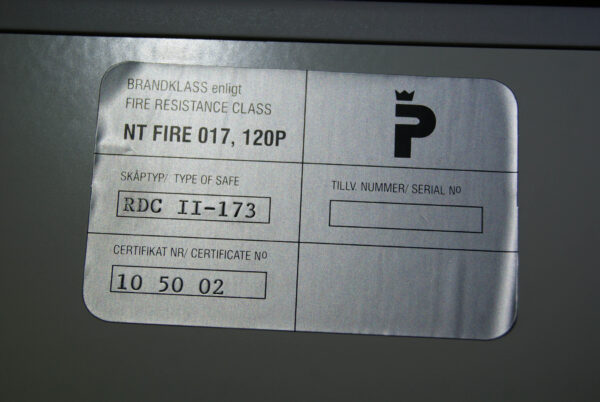 BRANDKLASS enligt
FIRE RESISTANCE CLASS
NT FIRE 017, 120P
P
SKÅPTYP/ TYPE OF SAFE
RDC II-173
TILLV. NUMMER/ SERIAL Nº
CERTIFIKAT NR/ CERTIFICATE Nº
10 50 02